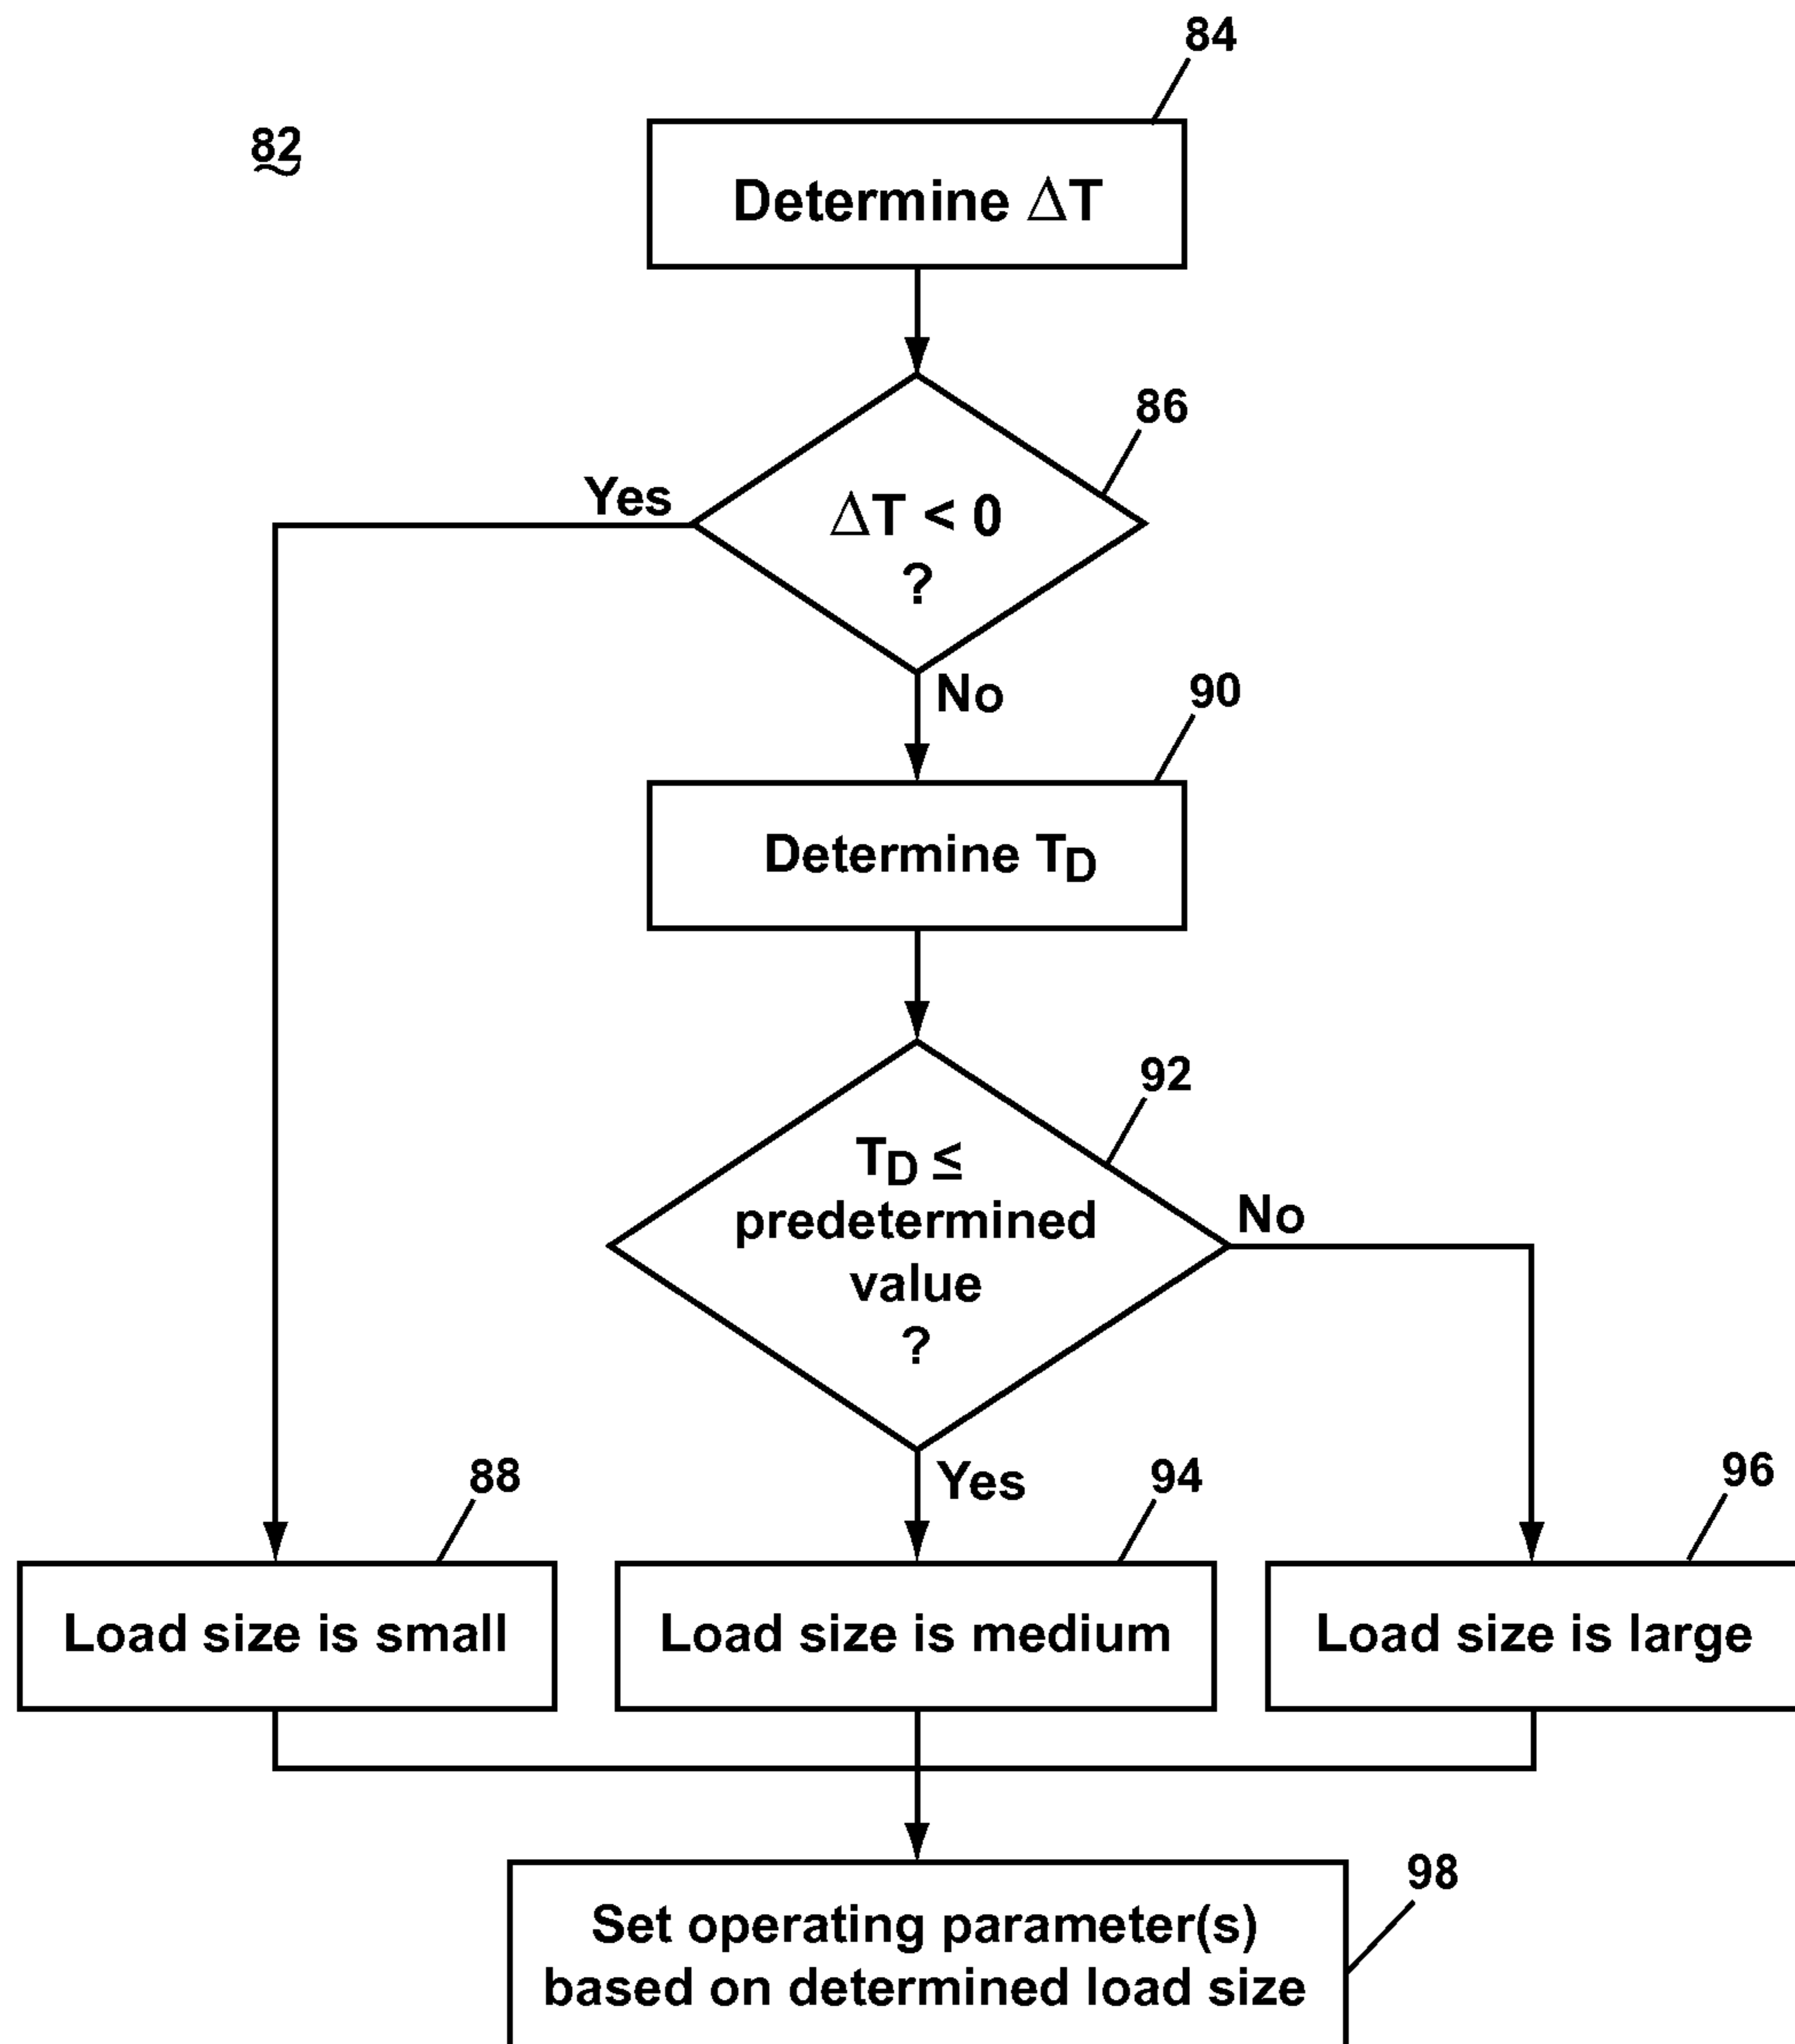 84
82
Determine ΔT
86
Yes
ΔT < 0
?
No
90
Determine TD
92
TD ≤
predetermined
value
?
No
Yes
88
94
96
Load size is small
Load size is medium
Load size is large
98
Set operating parameter(s)
based on determined load size